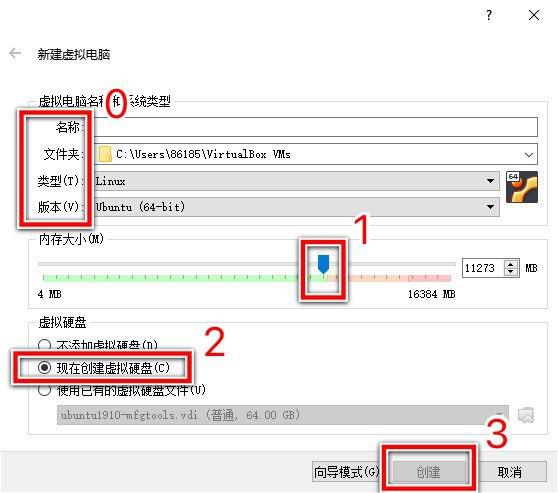 ?
新建虚拟电脑
虚拟电脑名称和系统类型
0
名称:
文件夹: C:\Users\86185\VirtualBox VMs
类型(T): Linux
64
版本(V): Ubuntu (64-bit)
1
内存大小(M)
11273 MB
4 MB 16384 MB
虚拟硬盘
2
不添加虚拟硬盘(D)
现在创建虚拟硬盘(C)
使用已有的虚拟硬盘文件(U)
ubuntu1910-mfgtools.vdi (普通, 64.00 GB)
3
向导模式(G) 创建 取消